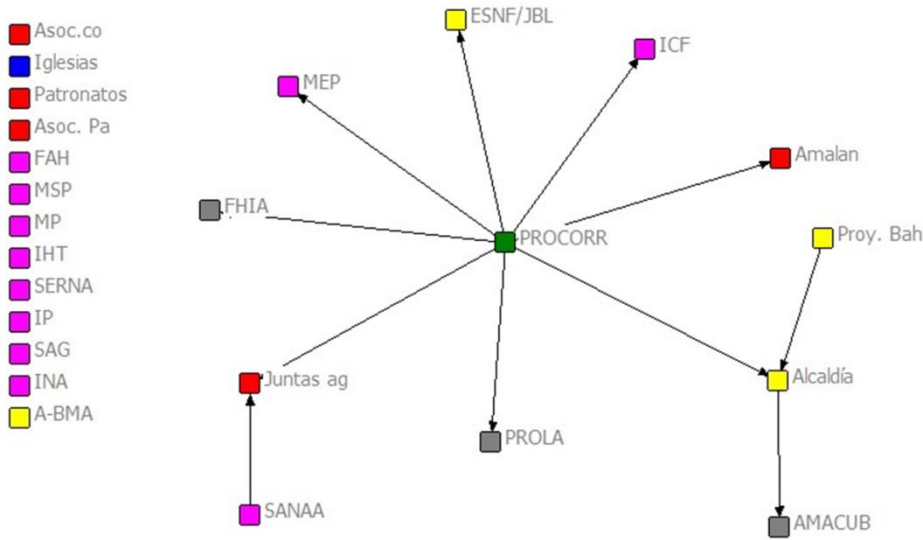 Asoc.co
Iglesias
Patronatos
Asoc. Pa
FAH
MSP
MP
IHT
SERNA
IP
SAG
INA
A-BMA
ESNF/JBL
ICF
MEP
Amalan
FHIA
PROCORR
Proy. Bah
Juntas ag
Alcaldía
PROLA
SANAA
AMACUB